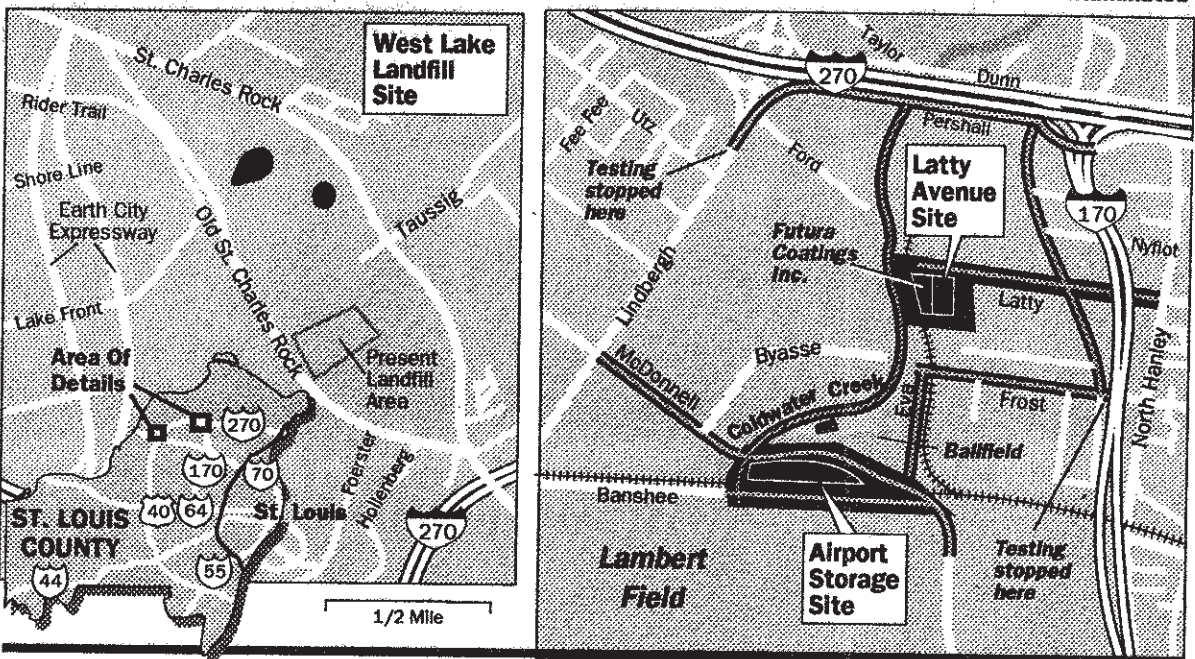 West Lake
Landfill
Site
St. Charles Rock
Rider Trail
Shore Line
Earth City
Expressway
Old St. Charles Rock
Taussig
Lake Front
Area Of
Details
Present
Landfill
Area
270
170
70
40
64
St. Louis
ST. LOUIS
COUNTY
55
44
Foerster
Hollenberg
270
1/2 Mile
Taylor
270
Dunn
Fee Fee
Utz
Pershall
Ford
Testing
stopped
here
Latty
Avenue
Site
170
Futura
Coatings
Inc.
Nyflot
Lindbergh
Latty
Byasse
McDonnell
Coldwater Creek
Eva
Frost
North Hanley
Ballfield
Banshee
Lambert
Field
Airport
Storage
Site
Testing
stopped
here